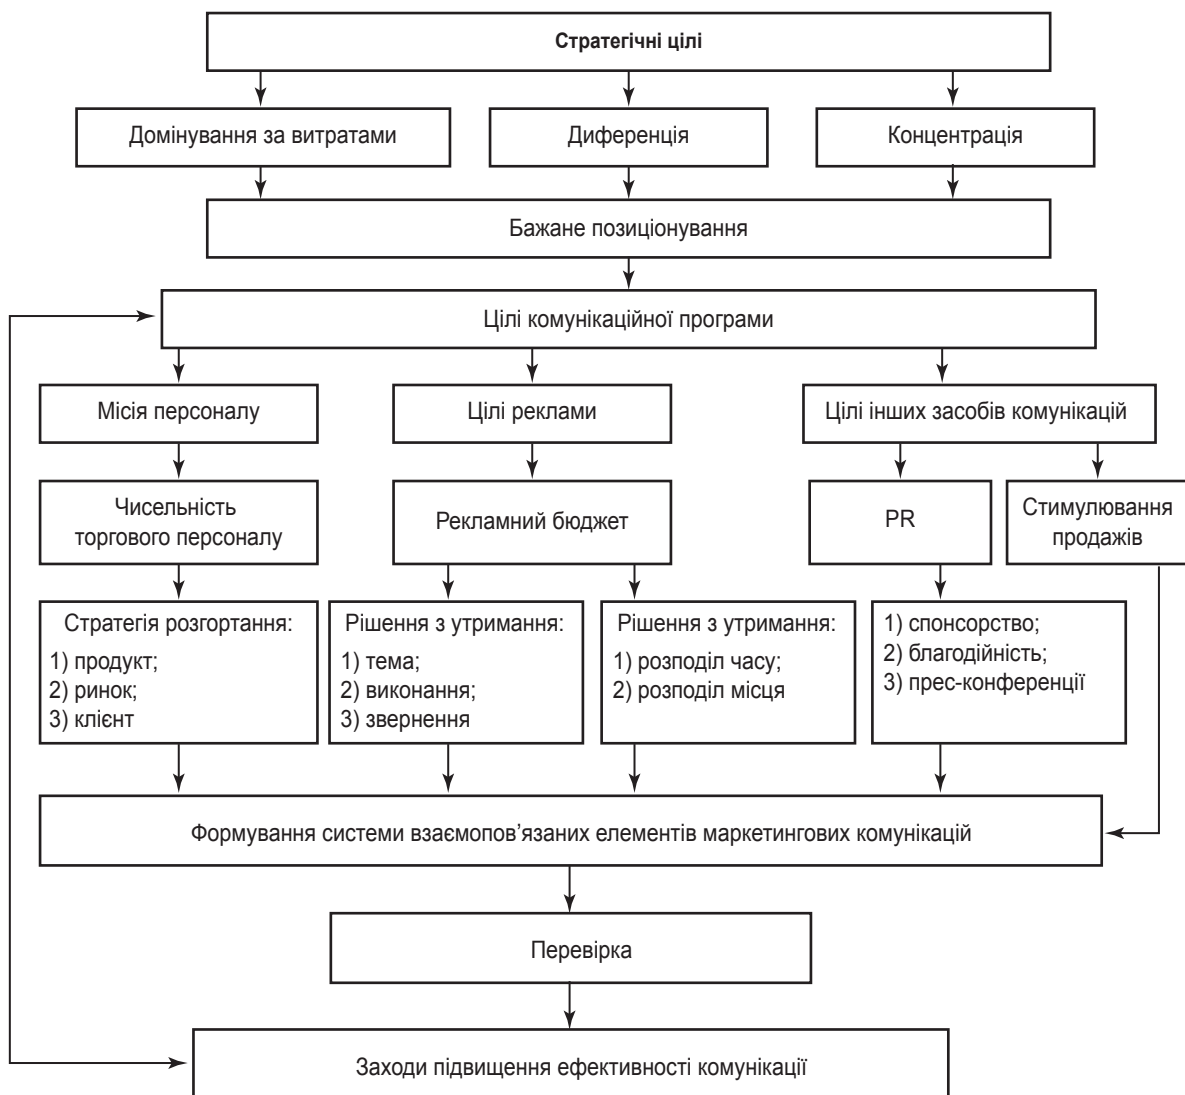 Стратегічні цілі
Домінування за витратами
Диференція
Концентрація
Бажане позиціонування
Цілі комунікаційної програми
Місія персоналу
Цілі реклами
Цілі інших засобів комунікацій
Чисельність
торгового персоналу
Рекламний бюджет
PR
Стимулювання
продажів
Стратегія розгортання:
1) продукт;
2) ринок;
3) клієнт
Рішення з утримання:
1) тема;
2) виконання;
3) звернення
Рішення з утримання:
1) розподіл часу;
2) розподіл місця
1) спонсорство;
2) благодійність;
3) прес-конференції
Формування системи взаємопов’язаних елементів маркетингових комунікацій
Перевірка
Заходи підвищення ефективності комунікації